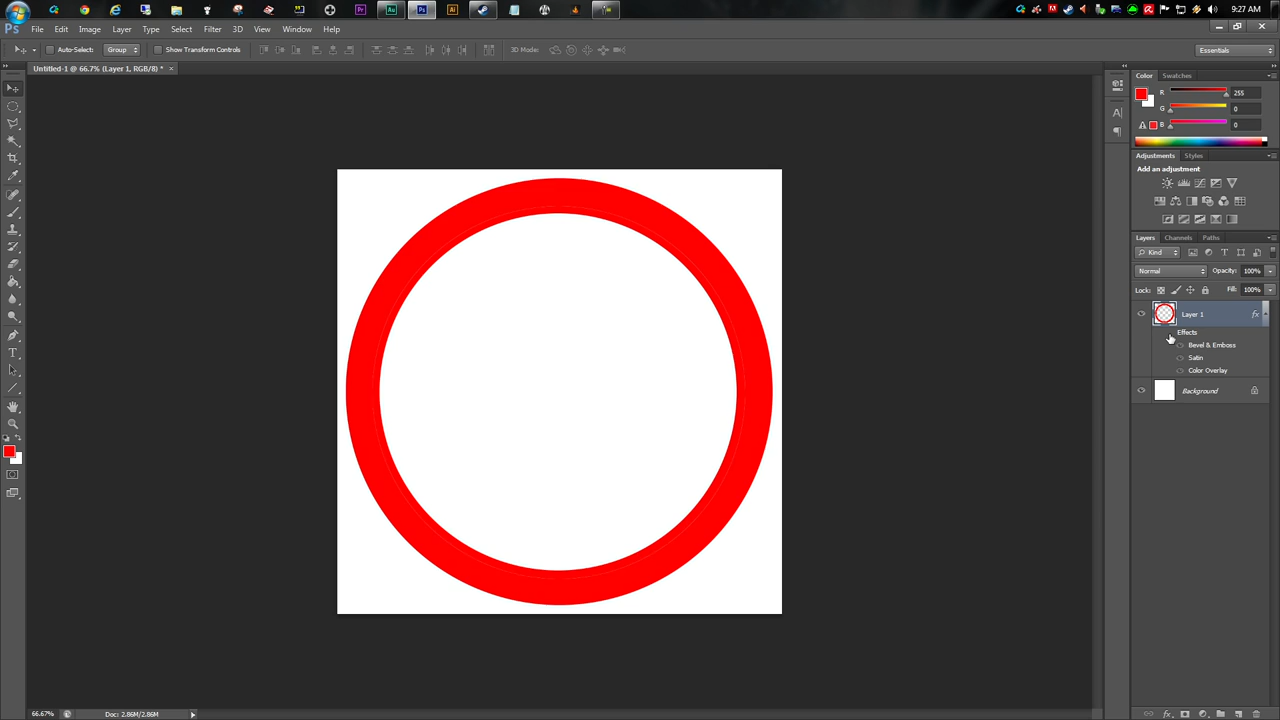 9:27 AM
Ps File Edit Image Layer Type Select Filter 3D View Window Help
Auto-Select: Group Show Transform Controls 3D Mode: Essentials
Untitled-1 @ 66.7% (Layer 1, RGB/8) * ×
Color Swatches
R 255
G 0
B 0
Adjustments Styles
Add an adjustment
Layers Channels Paths
Kind
Normal Opacity: 100%
Lock: Fill: 100%
Layer 1 fx
Effects
Bevel & Emboss
Satin
Color Overlay
Background
66.67% Doc: 2.86M/2.86M